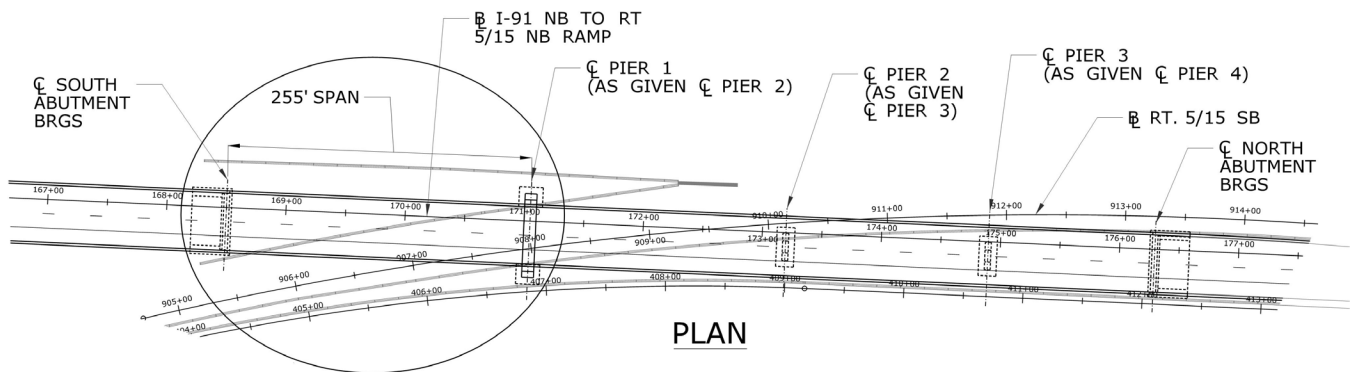 ℄ SOUTH
ABUTMENT
BRGS
255' SPAN
BL I-91 NB TO RT
5/15 NB RAMP
℄ PIER 1
(AS GIVEN ℄ PIER 2)
℄ PIER 2
(AS GIVEN
℄ PIER 3)
℄ PIER 3
(AS GIVEN ℄ PIER 4)
BL RT. 5/15 SB
℄ NORTH
ABUTMENT
BRGS
167+00
168+00
169+00
170+00
171+00
172+00
173+00
174+00
175+00
176+00
177+00
905+00
906+00
907+00
908+00
909+00
910+00
911+00
912+00
913+00
914+00
405+00
406+00
407+00
408+00
409+00
410+00
411+00
412+00
413+00
PLAN